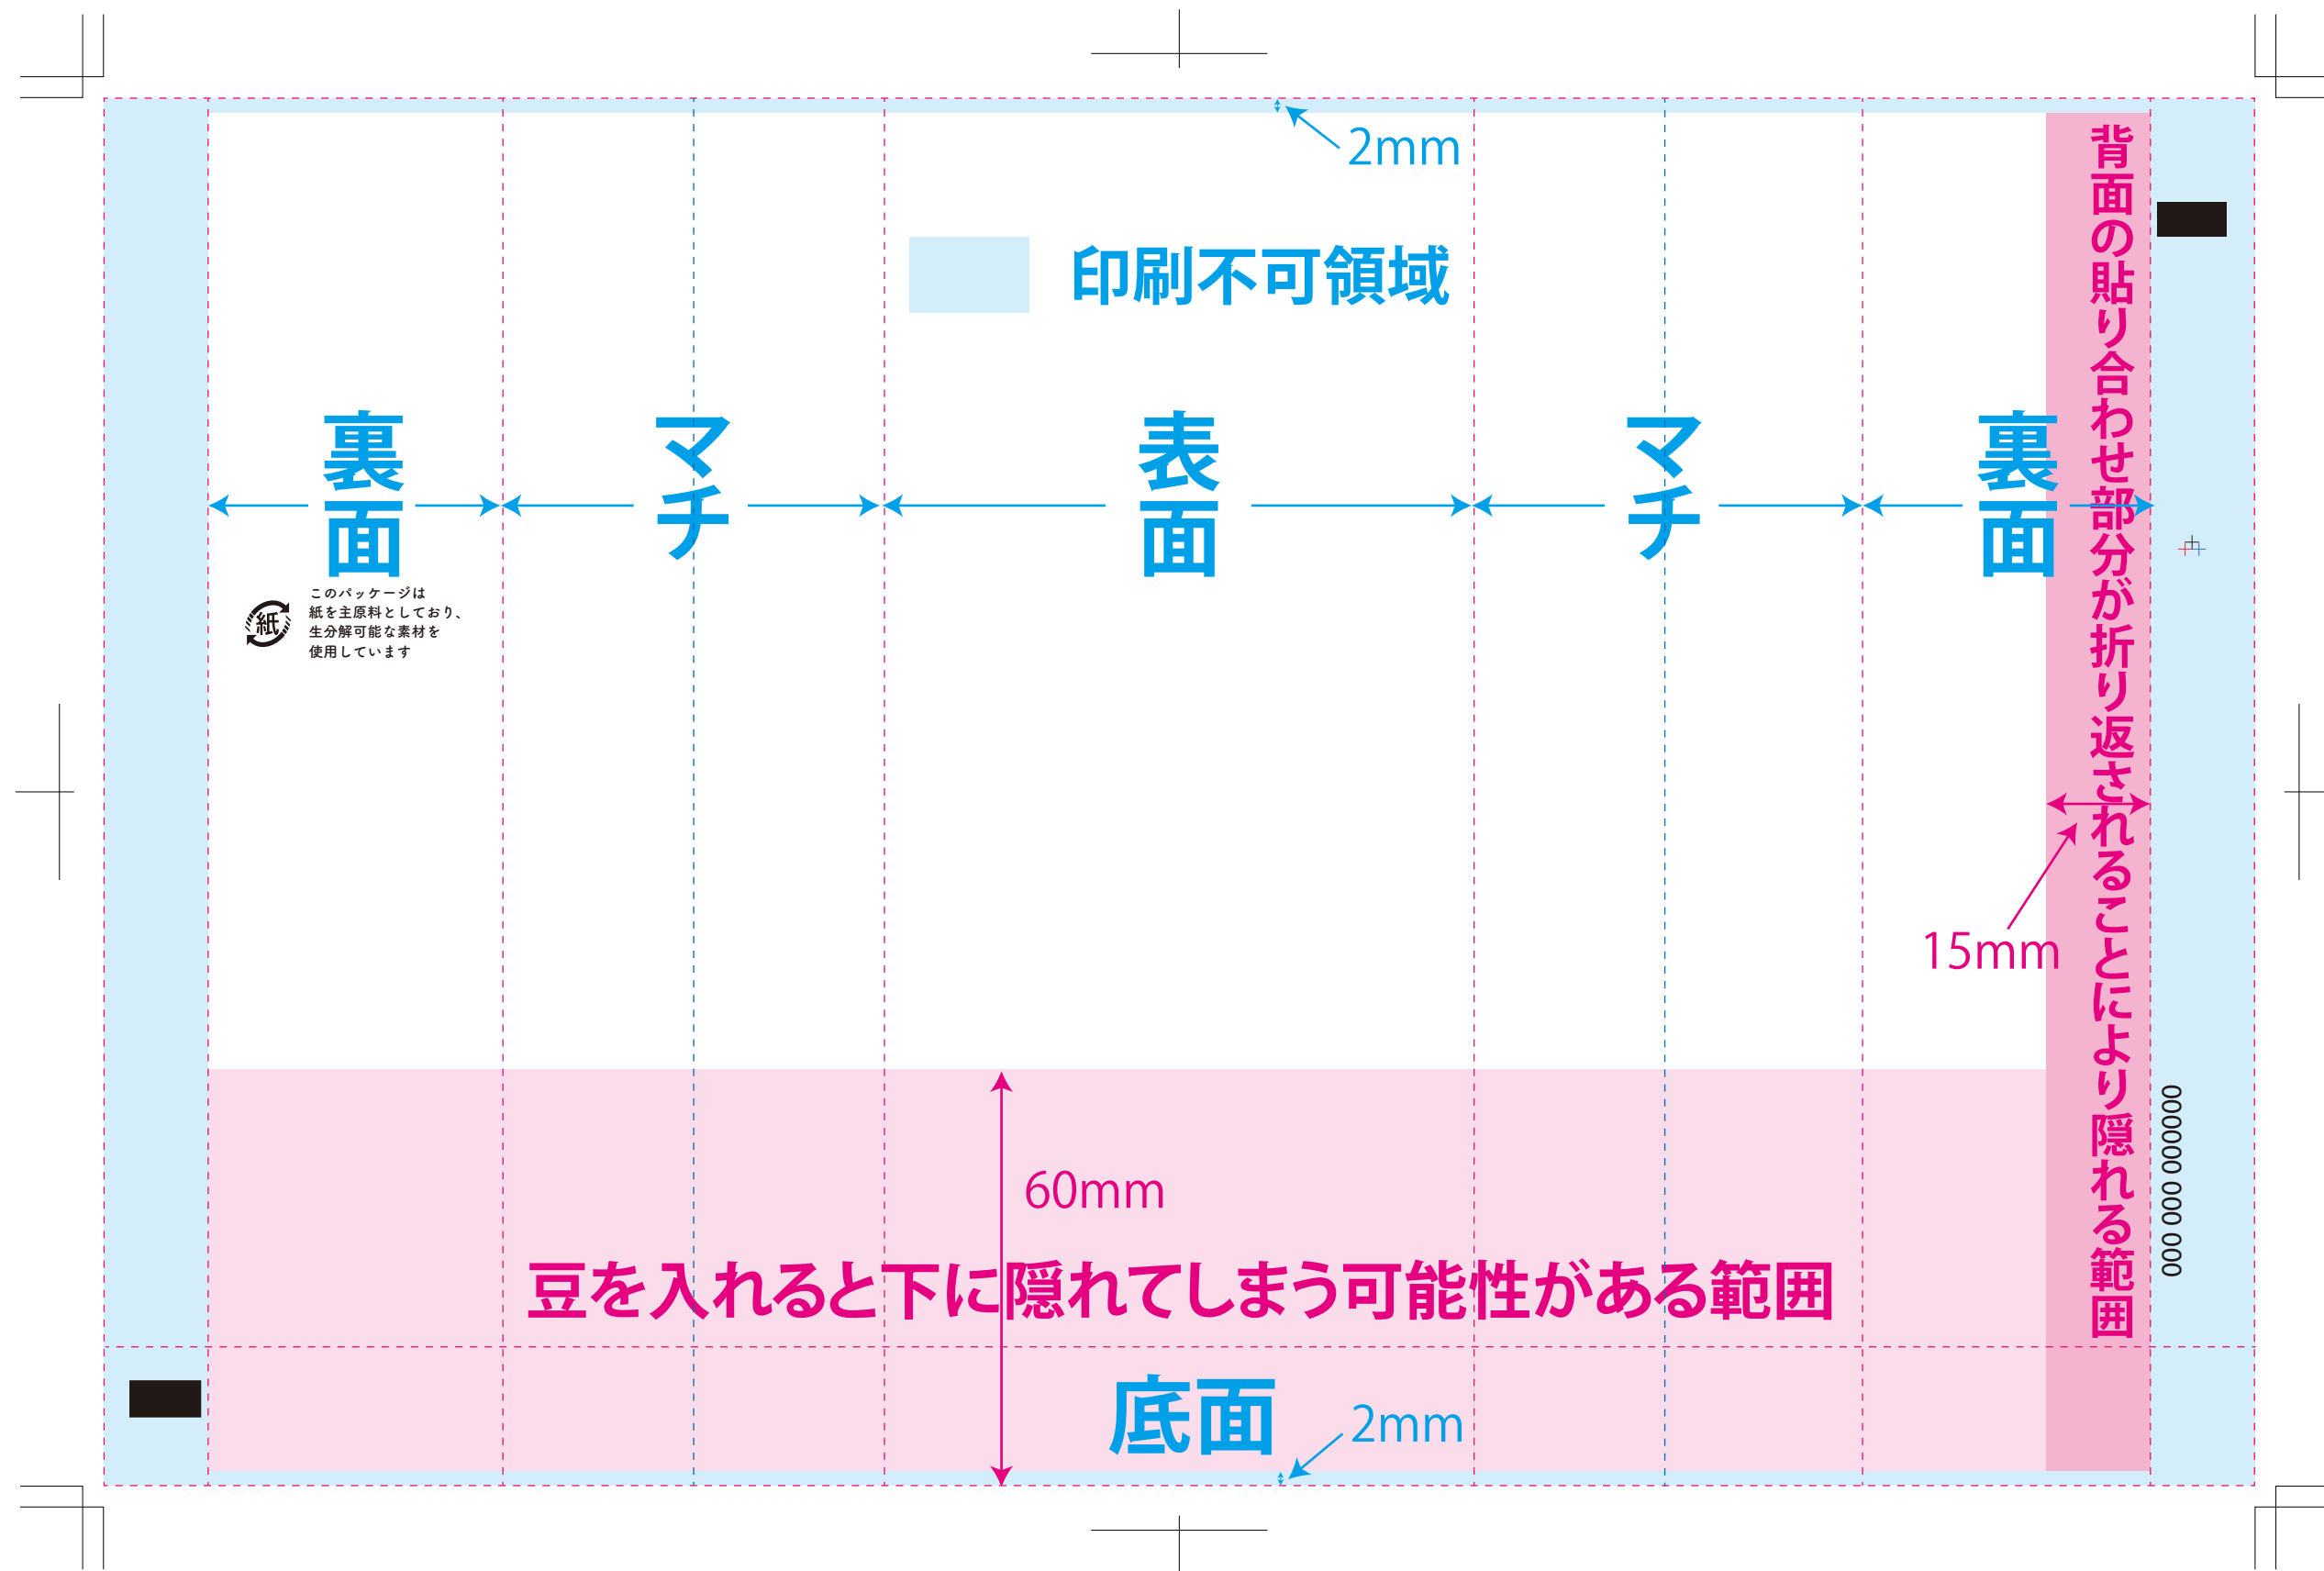 2mm
印刷不可領域
裏面
マチ
表面
マチ
裏面
紙
このパッケージは
紙を主原料としており、
生分解可能な素材を
使用しています
背面の貼り合わせ部分が折り返されることにより隠れる範囲
15mm
000 000 000000
60mm
豆を入れると下に隠れてしまう可能性がある範囲
底面
2mm